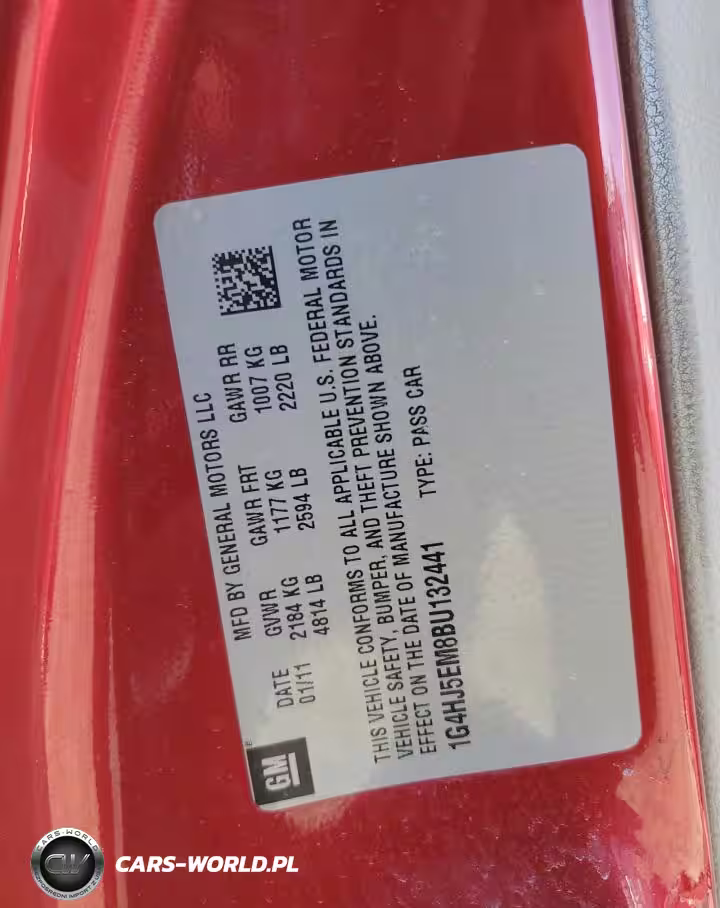 GM
MFD BY GENERAL MOTORS LLC
DATE GVWR GAWR FRT GAWR RR
01/11 2184 KG 1177 KG 1007 KG
4814 LB 2594 LB 2220 LB
THIS VEHICLE CONFORMS TO ALL APPLICABLE U.S. FEDERAL MOTOR
VEHICLE SAFETY, BUMPER, AND THEFT PREVENTION STANDARDS IN
EFFECT ON THE DATE OF MANUFACTURE SHOWN ABOVE.
1G4HJ5EM8BU132441 TYPE: PASS CAR
CARS-WORLD
CW
CARS-WORLD.PL